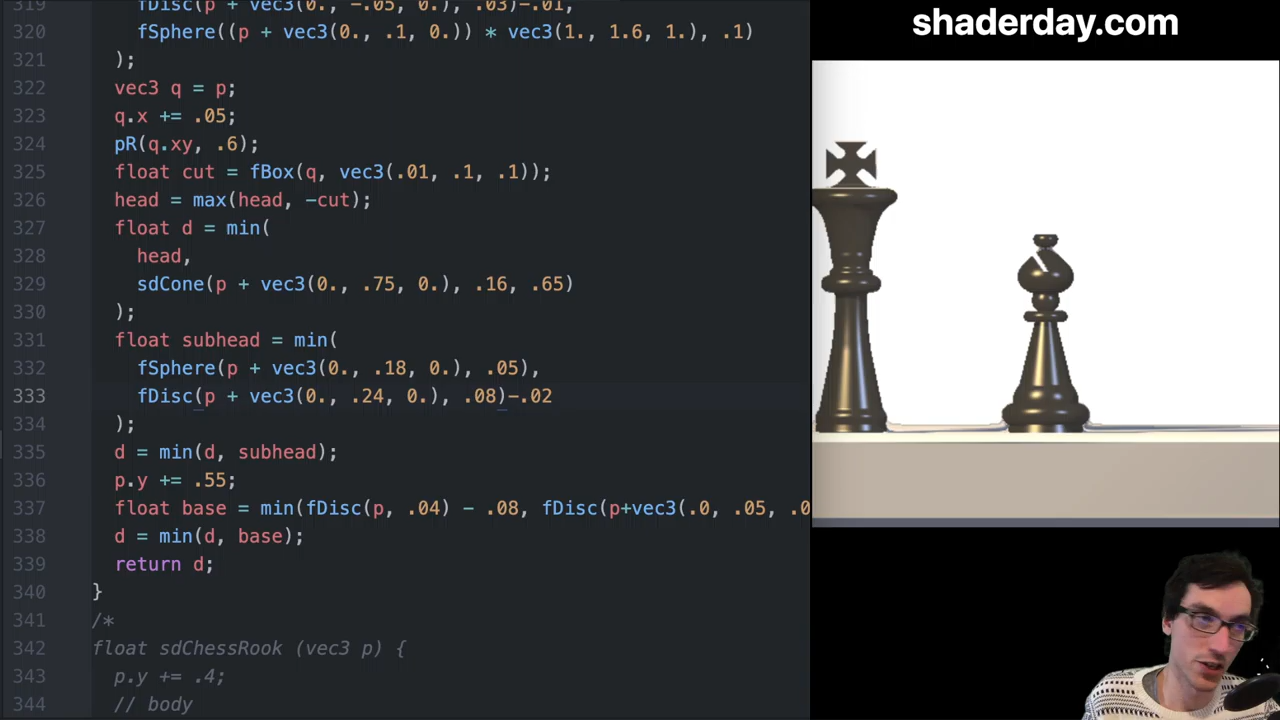 319 fDisc(p + vec3(0., -.05, 0.), .03)-.01,
320 fSphere((p + vec3(0., .1, 0.)) * vec3(1., 1.6, 1.), .1)
321 );
322 vec3 q = p;
323 q.x += .05;
324 pR(q.xy, .6);
325 float cut = fBox(q, vec3(.01, .1, .1));
326 head = max(head, -cut);
327 float d = min(
328 head,
329 sdCone(p + vec3(0., .75, 0.), .16, .65)
330 );
331 float subhead = min(
332 fSphere(p + vec3(0., .18, 0.), .05),
333 fDisc(p + vec3(0., .24, 0.), .08)-.02
334 );
335 d = min(d, subhead);
336 p.y += .55;
337 float base = min(fDisc(p, .04) - .08, fDisc(p+vec3(.0, .05, .0
338 d = min(d, base);
339 return d;
340 }
341 /*
342 float sdChessRook (vec3 p) {
343 p.y += .4;
344 // body
shaderday.com